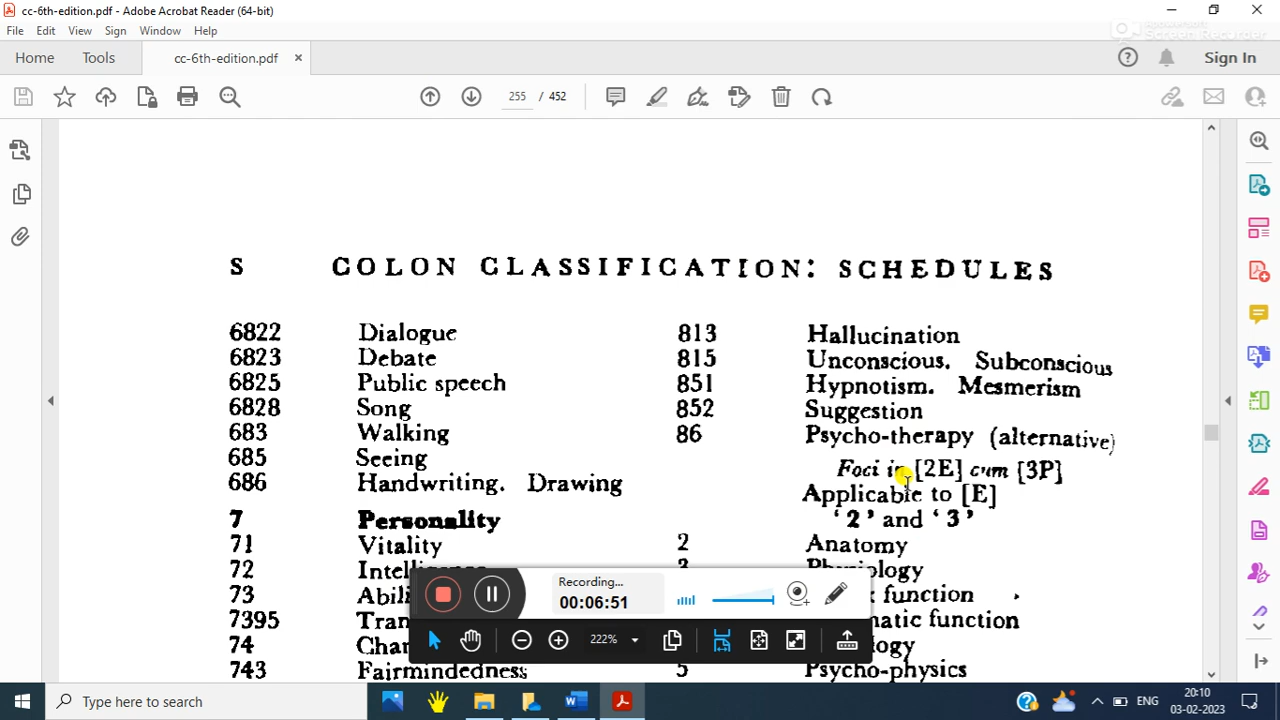 cc-6th-edition.pdf - Adobe Acrobat Reader (64-bit)
File Edit View Sign Window Help
Screen Recorder
Home Tools cc-6th-edition.pdf × Sign In
255 / 452
S COLON CLASSIFICATION: SCHEDULES
6822 Dialogue
6823 Debate
6825 Public speech
6828 Song
683 Walking
685 Seeing
686 Handwriting. Drawing
7 Personality
71 Vitality
72
73
7395
74
743 Fairmindedness
813 Hallucination
815 Unconscious. Subconscious
851 Hypnotism. Mesmerism
852 Suggestion
86 Psycho-therapy (alternative)
Foci in [2E] cum [3P]
Applicable to [E]
'2' and '3'
2 Anatomy
3 Physiology
function
function
5 Psycho-physics
Recording...
00:06:51
222%
Type here to search
ENG
20:10
03-02-2023